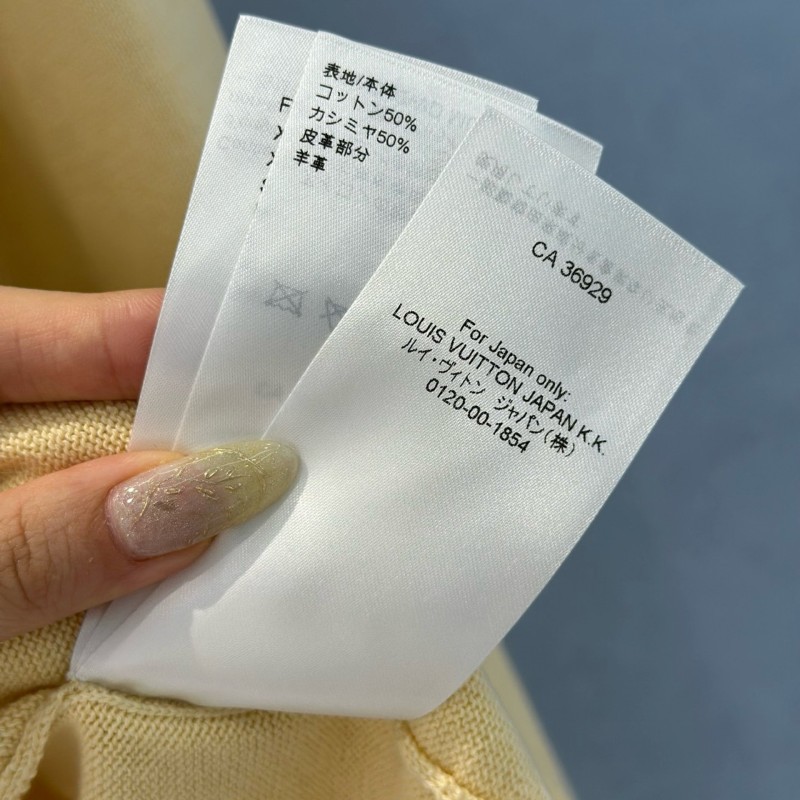 表地/本体
コットン50%
カシミヤ50%
皮革部分
羊革
CA 36929
For Japan only:
LOUIS VUITTON JAPAN K.K.
ルイ・ヴィトン ジャパン(株)
0120-00-1854